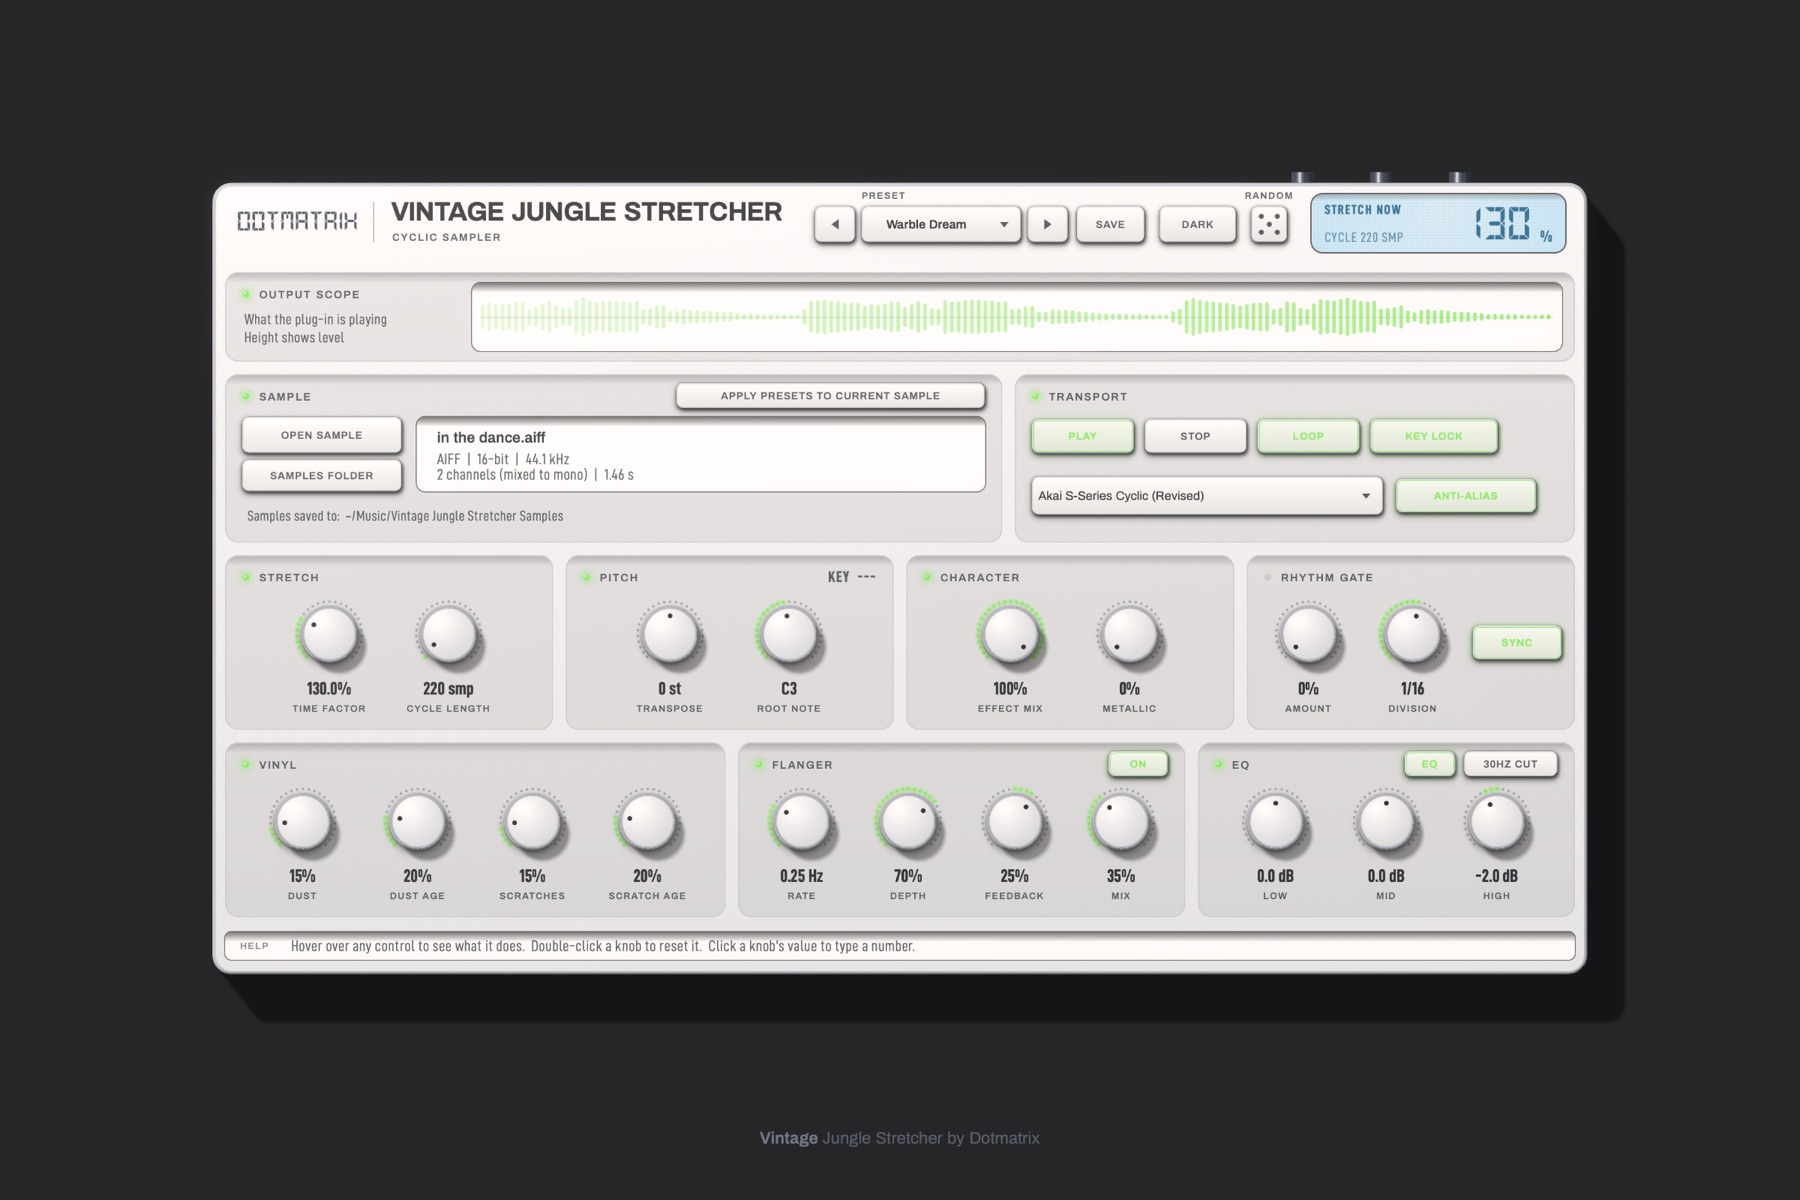 DOTMATRIX
VINTAGE JUNGLE STRETCHER
CYCLIC SAMPLER
PRESET
Warble Dream
SAVE
DARK
RANDOM
STRETCH NOW
CYCLE 220 SMP
130 %
OUTPUT SCOPE
What the plug-in is playing
Height shows level
SAMPLE
APPLY PRESETS TO CURRENT SAMPLE
OPEN SAMPLE
SAMPLES FOLDER
in the dance.aiff
AIFF | 16-bit | 44.1 kHz
2 channels (mixed to mono) | 1.46 s
Samples saved to: ~/Music/Vintage Jungle Stretcher Samples
TRANSPORT
PLAY
STOP
LOOP
KEY LOCK
Akai S-Series Cyclic (Revised)
ANTI-ALIAS
STRETCH
130.0%
TIME FACTOR
220 smp
CYCLE LENGTH
PITCH
KEY ---
0 st
TRANSPOSE
C3
ROOT NOTE
CHARACTER
100%
EFFECT MIX
0%
METALLIC
RHYTHM GATE
0%
AMOUNT
1/16
DIVISION
SYNC
VINYL
15%
DUST
20%
DUST AGE
15%
SCRATCHES
20%
SCRATCH AGE
FLANGER
ON
0.25 Hz
RATE
70%
DEPTH
25%
FEEDBACK
35%
MIX
EQ
EQ
30HZ CUT
0.0 dB
LOW
0.0 dB
MID
-2.0 dB
HIGH
HELP
Hover over any control to see what it does. Double-click a knob to reset it. Click a knob's value to type a number.
Vintage Jungle Stretcher by Dotmatrix